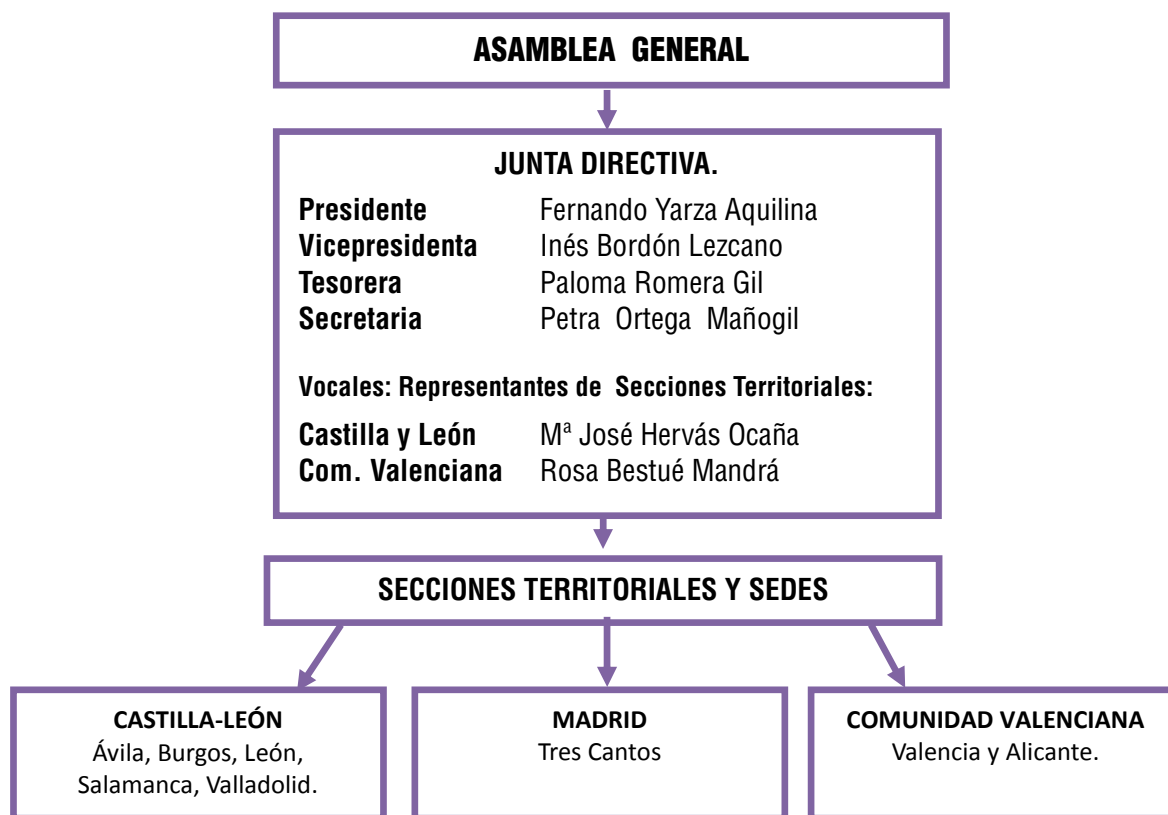 ASAMBLEA GENERAL
JUNTA DIRECTIVA.
Presidente Fernando Yarza Aquilina
Vicepresidenta Inés Bordón Lezcano
Tesorera Paloma Romera Gil
Secretaria Petra Ortega Mañogil
Vocales: Representantes de Secciones Territoriales:
Castilla y León Mª José Hervás Ocaña
Com. Valenciana Rosa Bestué Mandrá
SECCIONES TERRITORIALES Y SEDES
CASTILLA-LEÓN
Ávila, Burgos, León,
Salamanca, Valladolid.
MADRID
Tres Cantos
COMUNIDAD VALENCIANA
Valencia y Alicante.